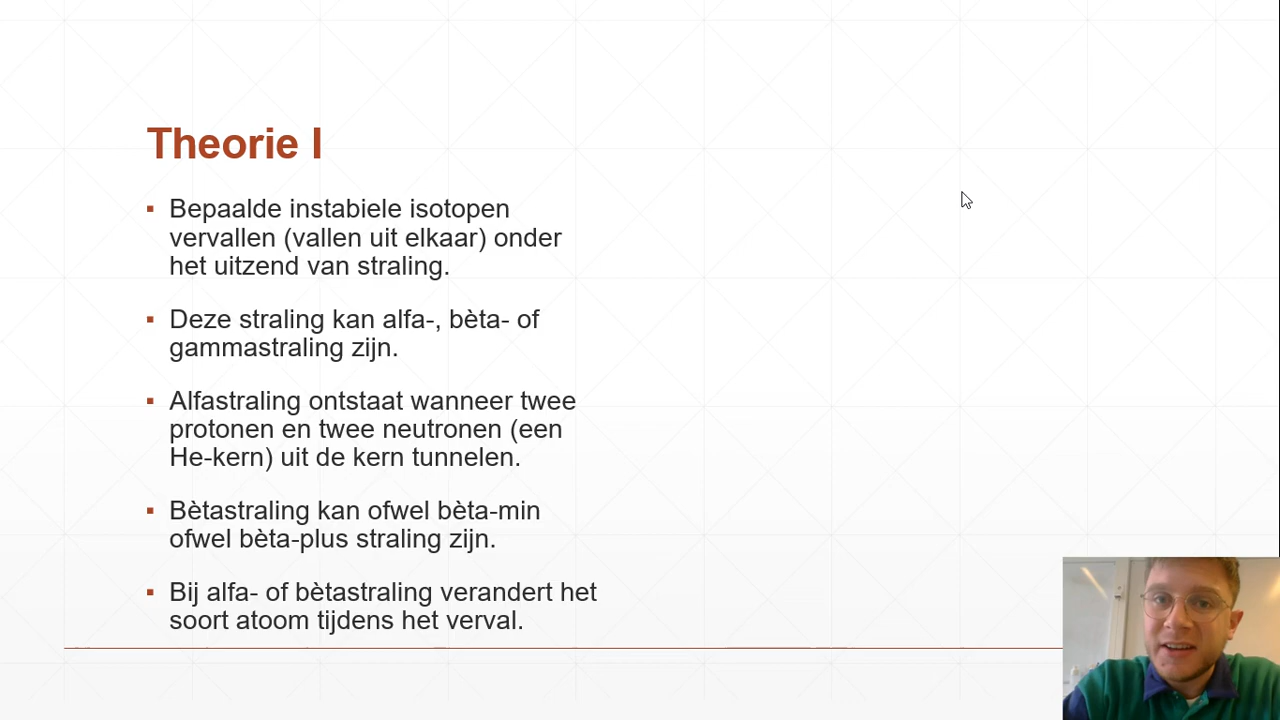 Theorie I
Bepaalde instabiele isotopen
vervallen (vallen uit elkaar) onder
het uitzend van straling.
Deze straling kan alfa-, bèta- of
gammastraling zijn.
Alfastraling ontstaat wanneer twee
protonen en twee neutronen (een
He-kern) uit de kern tunnelen.
Bètastraling kan ofwel bèta-min
ofwel bèta-plus straling zijn.
Bij alfa- of bètastraling verandert het
soort atoom tijdens het verval.